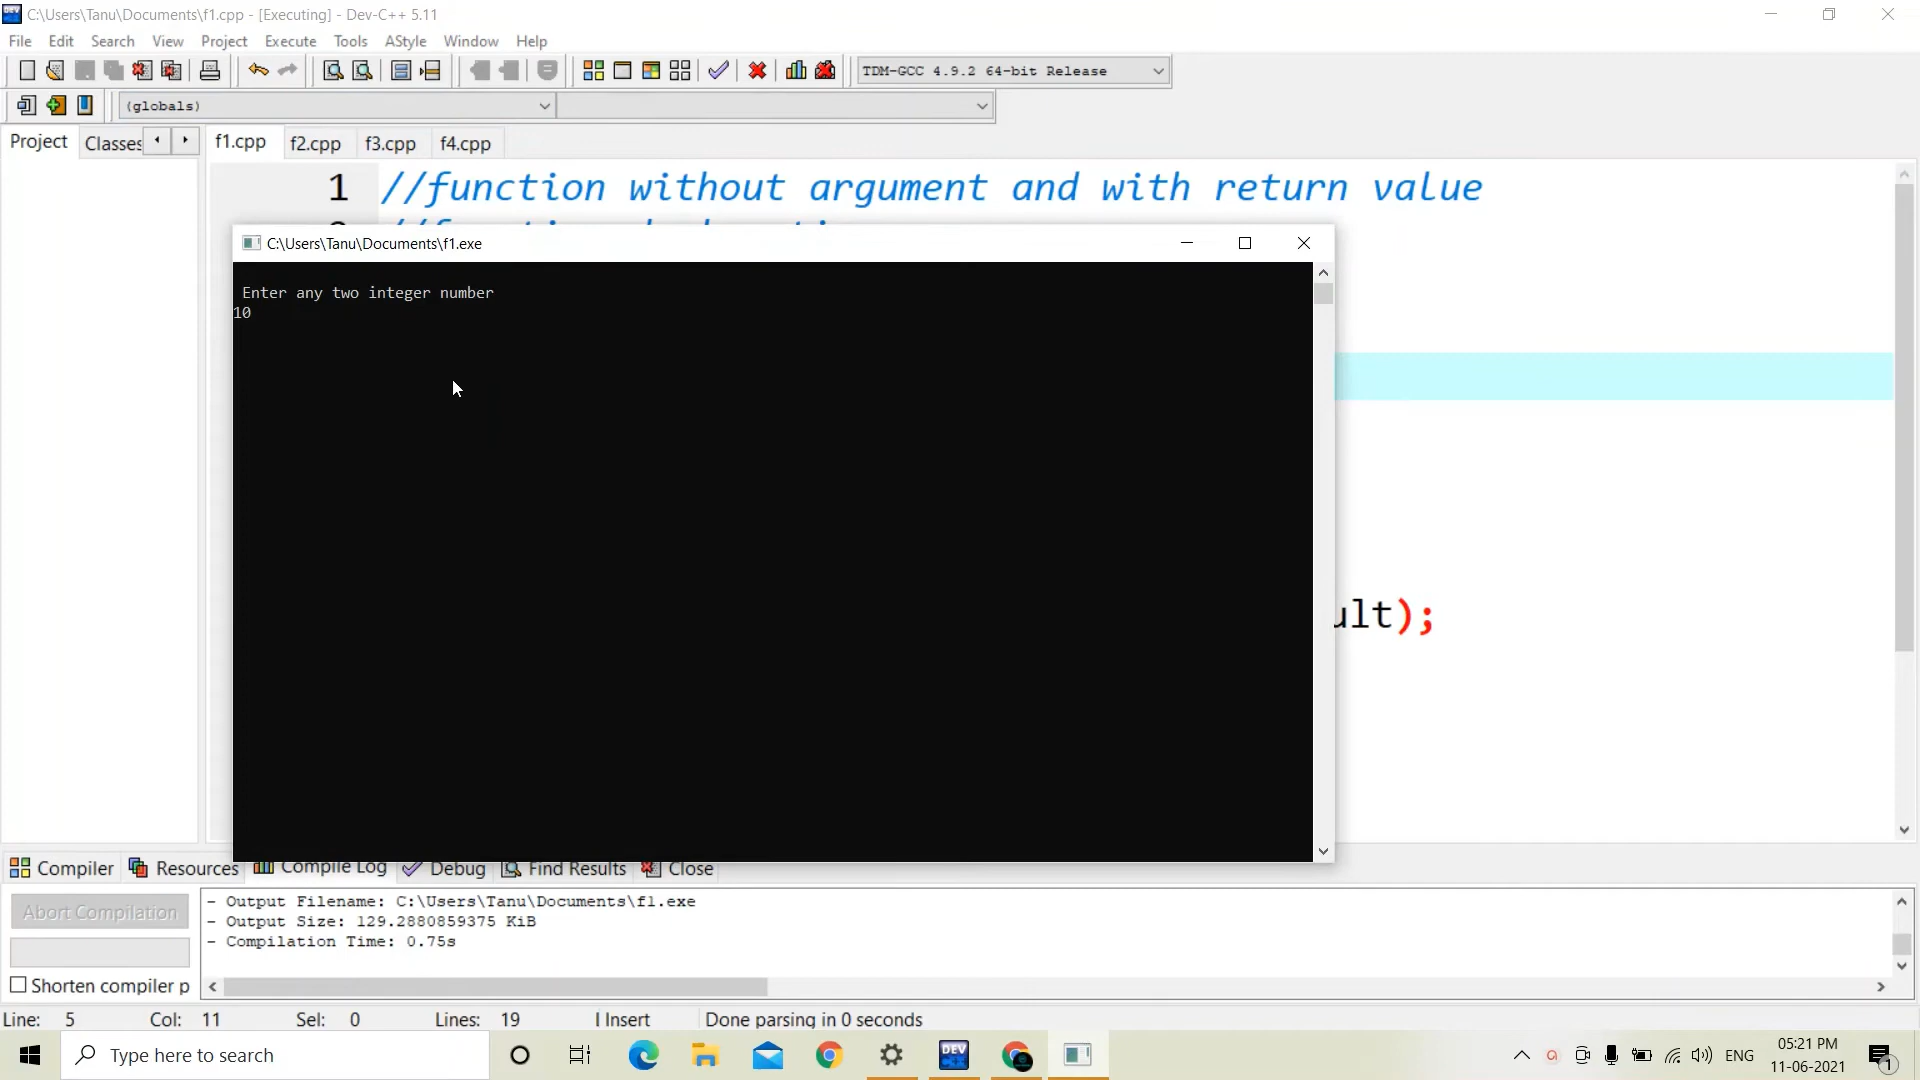 C:\Users\Tanu\Documents\f1.cpp - [Executing] - Dev-C++ 5.11
File Edit Search View Project Execute Tools AStyle Window Help
TDM-GCC 4.9.2 64-bit Release
(globals)
Project Classes f1.cpp f2.cpp f3.cpp f4.cpp
1 //function without argument and with return value
C:\Users\Tanu\Documents\f1.exe
Enter any two integer number
10
ult);
Compiler Resources Compile Log Debug Find Results Close
Abort Compilation
- Output Filename: C:\Users\Tanu\Documents\f1.exe
- Output Size: 129.2880859375 KiB
- Compilation Time: 0.75s
Shorten compiler p
Line: 5 Col: 11 Sel: 0 Lines: 19 Insert Done parsing in 0 seconds
Type here to search
DEV
ENG
05:21 PM
11-06-2021
1